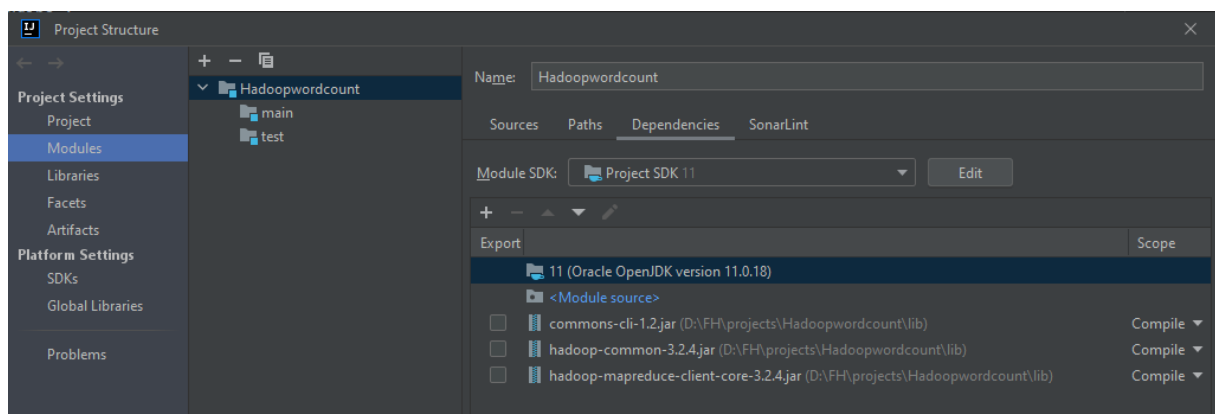 IJ Project Structure
Project Settings
Project
Modules
Libraries
Facets
Artifacts
Platform Settings
SDKs
Global Libraries
Problems
Hadoopwordcount
main
test
Name: Hadoopwordcount
Sources Paths Dependencies SonarLint
Module SDK: Project SDK 11 Edit
Export Scope
11 (Oracle OpenJDK version 11.0.18)
<Module source>
commons-cli-1.2.jar (D:\FH\projects\Hadoopwordcount\lib) Compile
hadoop-common-3.2.4.jar (D:\FH\projects\Hadoopwordcount\lib) Compile
hadoop-mapreduce-client-core-3.2.4.jar (D:\FH\projects\Hadoopwordcount\lib) Compile